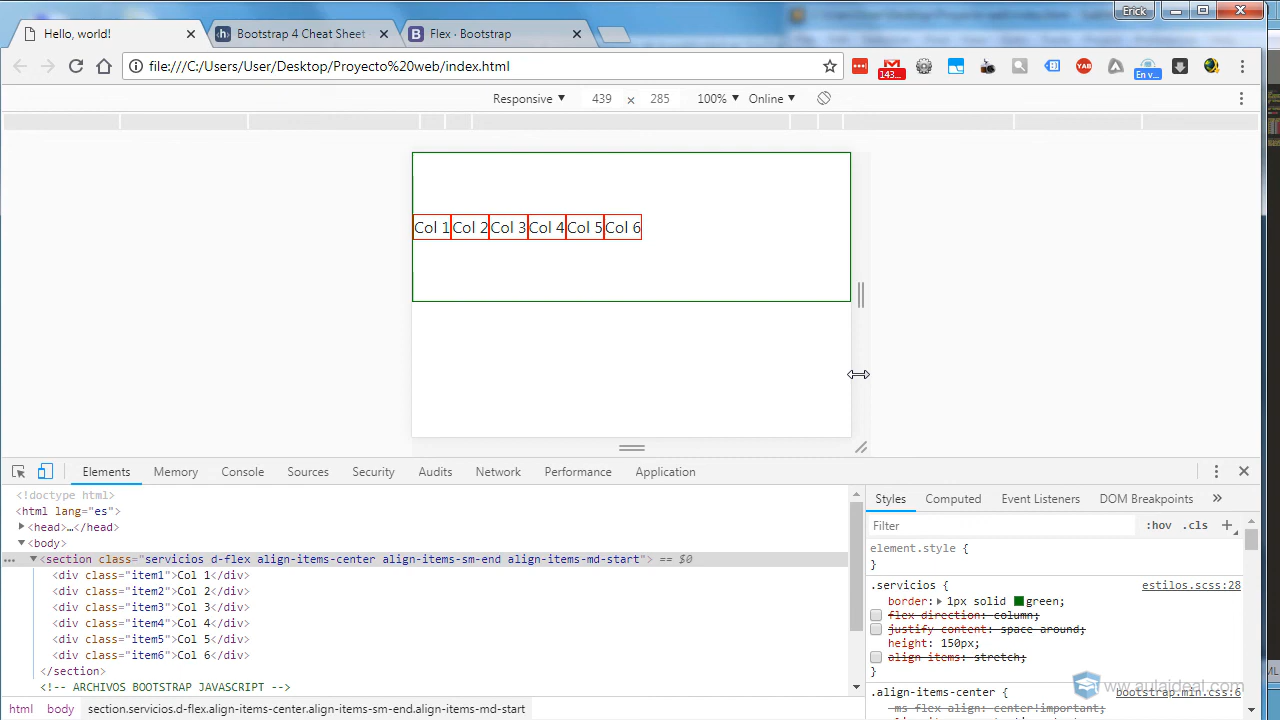 Erick
Hello, world!
Bootstrap 4 Cheat Sheet
Flex · Bootstrap
file:///C:/Users/User/Desktop/Proyecto%20web/index.html
143...
YAB
En v...
Responsive 439 x 285 100% Online
Col 1 Col 2 Col 3 Col 4 Col 5 Col 6
Elements Memory Console Sources Security Audits Network Performance Application
<!doctype html>
<html lang="es">
<head>…</head>
<body>
<section class="servicios d-flex align-items-center align-items-sm-end align-items-md-start"> == $0
<div class="item1">Col 1</div>
<div class="item2">Col 2</div>
<div class="item3">Col 3</div>
<div class="item4">Col 4</div>
<div class="item5">Col 5</div>
<div class="item6">Col 6</div>
</section>
<!-- ARCHIVOS BOOTSTRAP JAVASCRIPT -->
html body section.servicios.d-flex.align-items-center.align-items-sm-end.align-items-md-start
Styles Computed Event Listeners DOM Breakpoints »
Filter :hov .cls +
element.style {
}
.servicios { estilos.scss:28
border: 1px solid green;
flex-direction: column;
justify-content: space-around;
height: 150px;
align-items: stretch;
}
www.aulaideal.com
.align-items-center { bootstrap.min.css:6
-ms-flex-align: center!important;